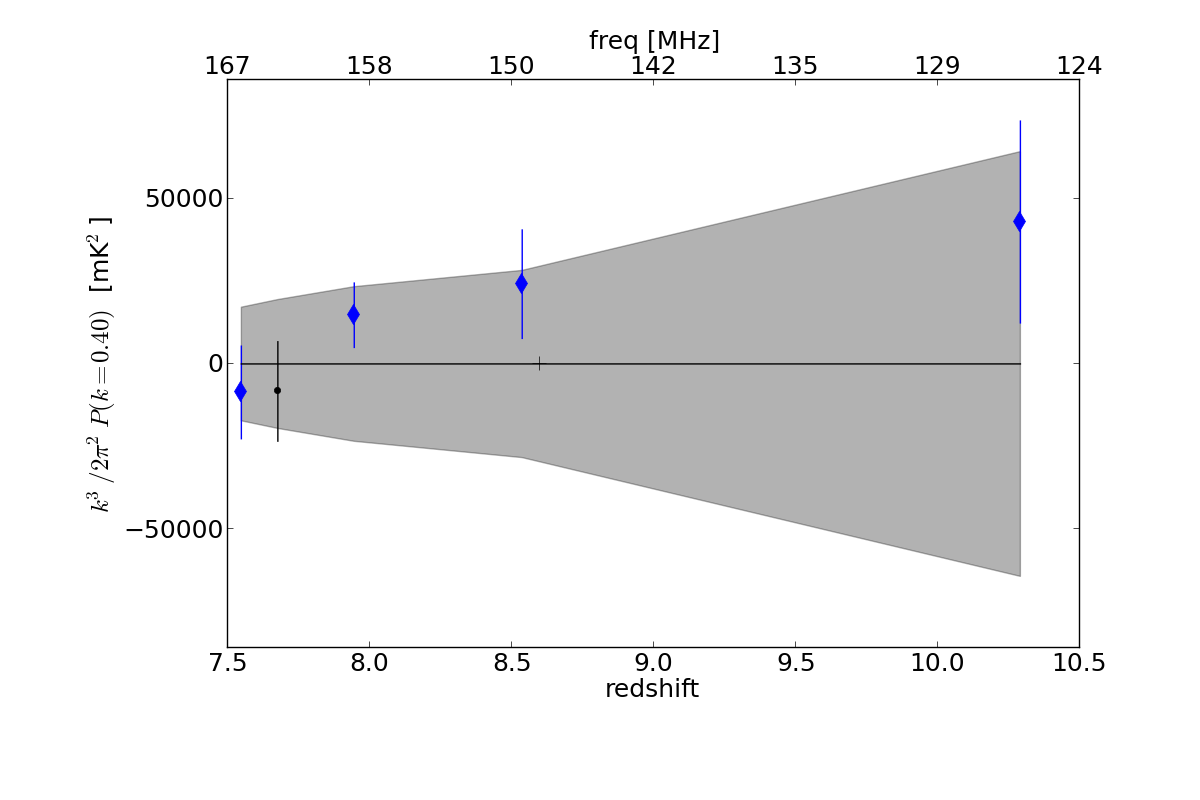 freq [MHz]
167 158 150 142 135 129 124
50000
0
−50000
k³/2π² P(k=0.40) [mK²]
7.5 8.0 8.5 9.0 9.5 10.0 10.5
redshift